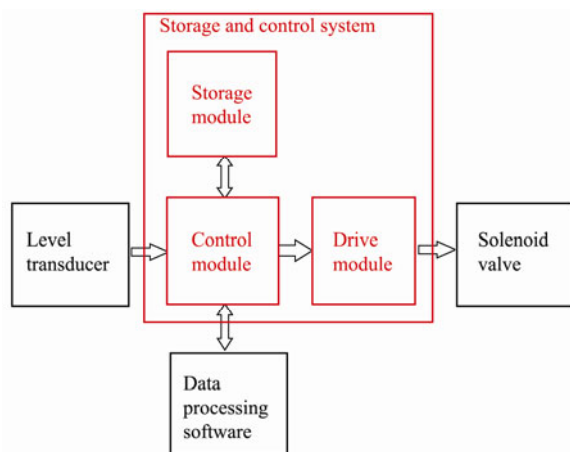 Storage and control system
Storage
module
Level
transducer
Control
module
Drive
module
Solenoid
valve
Data
processing
software